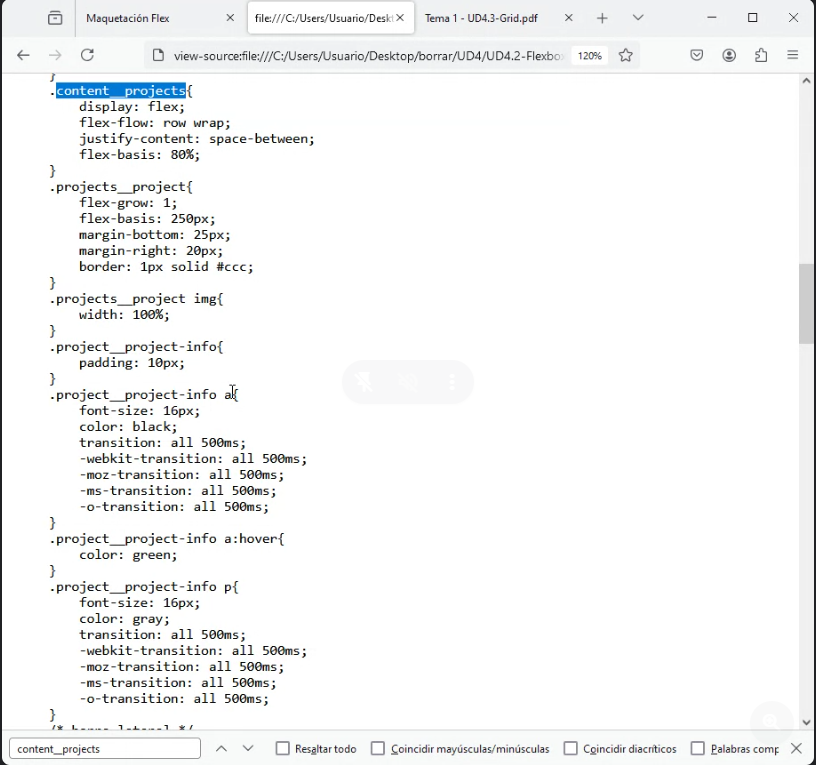 Maquetación Flex
file:///C:/Users/Usuario/Deskt
Tema 1 - UD4.3-Grid.pdf
view-source:file:///C:/Users/Usuario/Desktop/borrar/UD4/UD4.2-Flexbo
120%
}
.content__projects{
display: flex;
flex-flow: row wrap;
justify-content: space-between;
flex-basis: 80%;
}
.projects__project{
flex-grow: 1;
flex-basis: 250px;
margin-bottom: 25px;
margin-right: 20px;
border: 1px solid #ccc;
}
.projects__project img{
width: 100%;
}
.project__project-info{
padding: 10px;
}
.project__project-info a{
font-size: 16px;
color: black;
transition: all 500ms;
-webkit-transition: all 500ms;
-moz-transition: all 500ms;
-ms-transition: all 500ms;
-o-transition: all 500ms;
}
.project__project-info a:hover{
color: green;
}
.project__project-info p{
font-size: 16px;
color: gray;
transition: all 500ms;
-webkit-transition: all 500ms;
-moz-transition: all 500ms;
-ms-transition: all 500ms;
-o-transition: all 500ms;
}
/* barra lateral */
content__projects
Resaltar todo
Coincidir mayúsculas/minúsculas
Coincidir diacríticos
Palabras comp